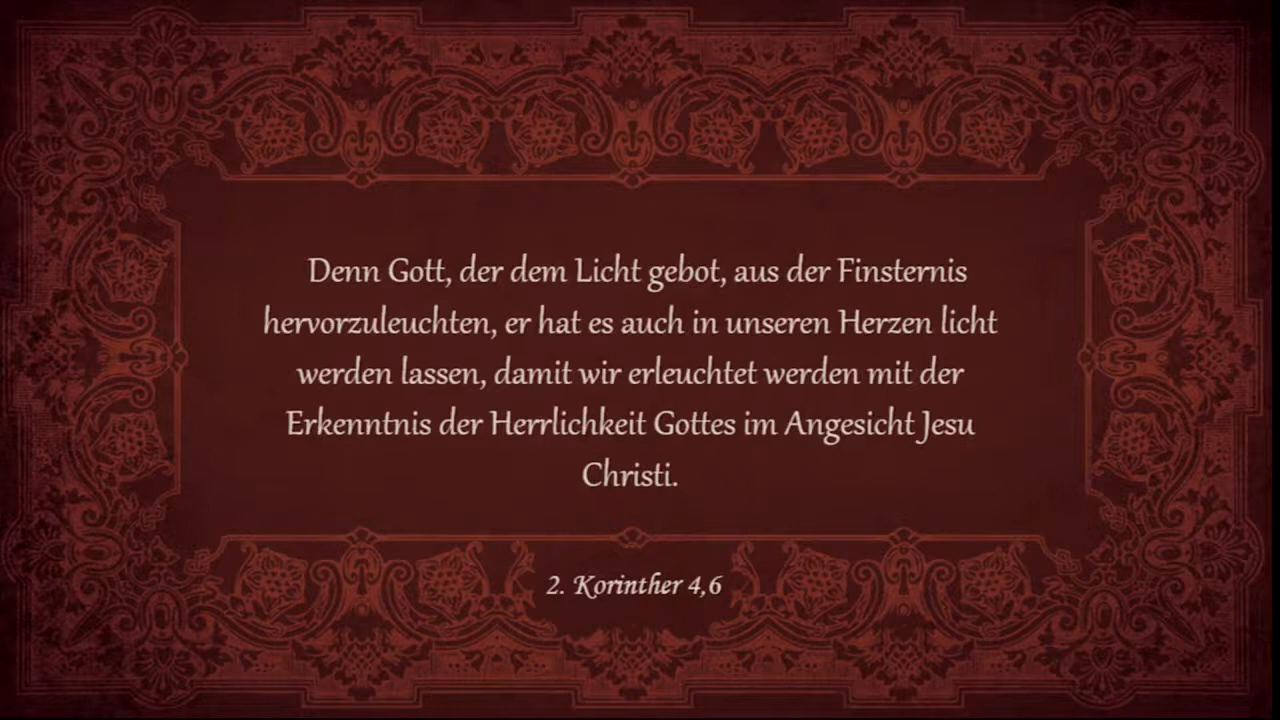 Denn Gott, der dem Licht gebot, aus der Finsternis
hervorzuleuchten, er hat es auch in unseren Herzen licht
werden lassen, damit wir erleuchtet werden mit der
Erkenntnis der Herrlichkeit Gottes im Angesicht Jesu
Christi.
2. Korinther 4,6